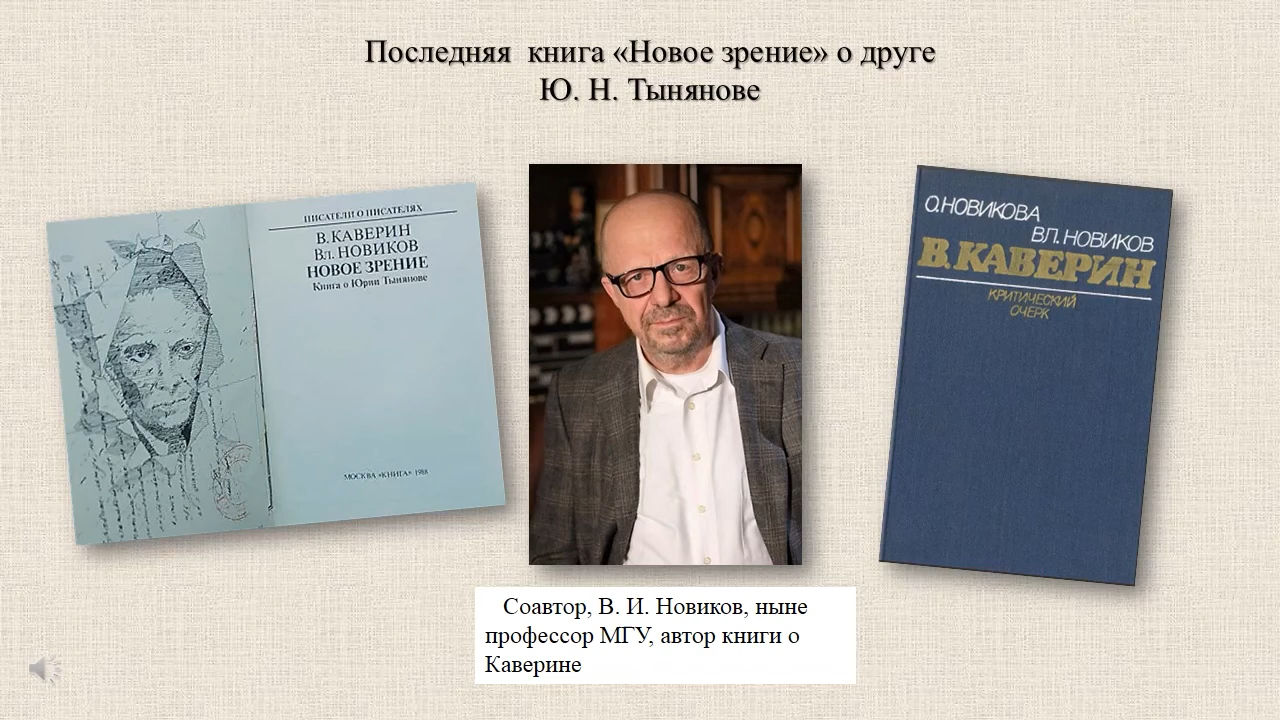 Последняя книга «Новое зрение» о друге
Ю. Н. Тынянове
ПИСАТЕЛИ О ПИСАТЕЛЯХ
В. КАВЕРИН
Вл. НОВИКОВ
НОВОЕ ЗРЕНИЕ
Книга о Юрии Тынянове
МОСКВА «КНИГА» 1988
О. НОВИКОВА
ВЛ. НОВИКОВ
В. КАВЕРИН
КРИТИЧЕСКИЙ
ОЧЕРК
Соавтор, В. И. Новиков, ныне
профессор МГУ, автор книги о
Каверине